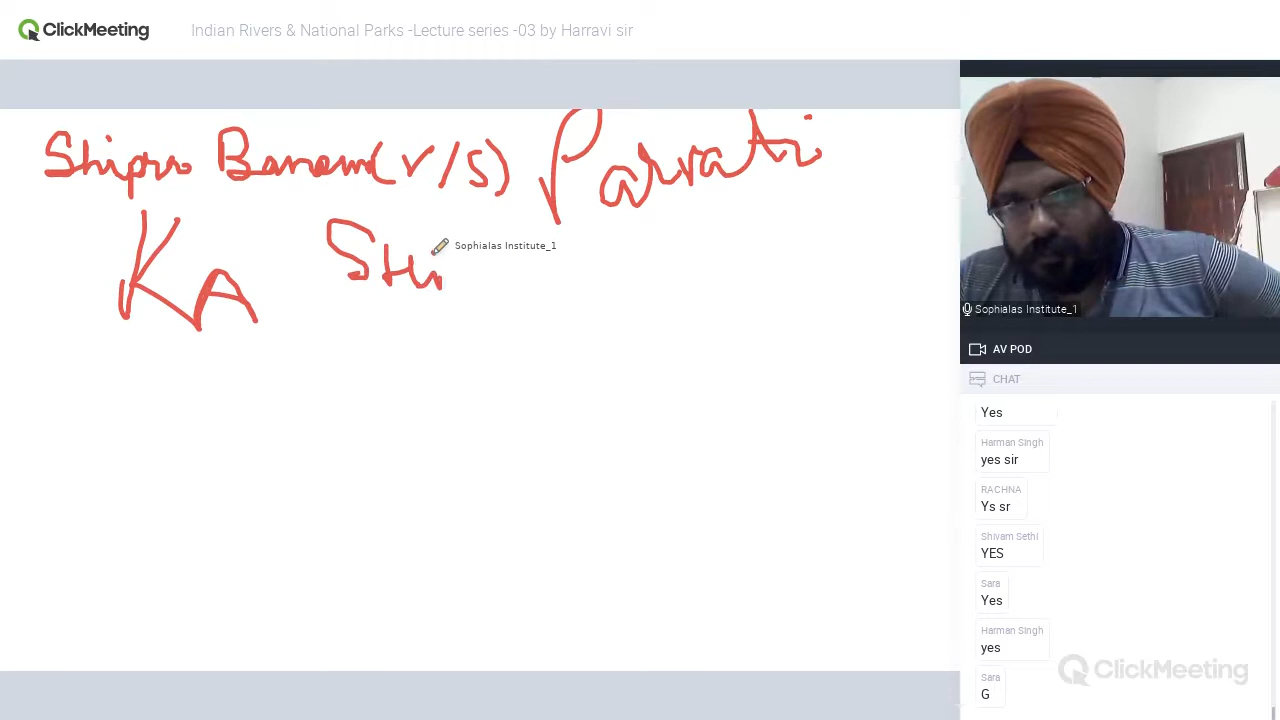 ClickMeeting Indian Rivers & National Parks -Lecture series -03 by Harravi sir
Shipra Banam (r/s) Parvati
KA
Sophialas Institute_1
Sophialas Institute_1
AV POD
CHAT
Yes
Harman Singh
yes sir
RACHNA
Ys sr
Shivam Sethi
YES
Sara
Yes
Harman Singh
yes
Sara
G
ClickMeeting